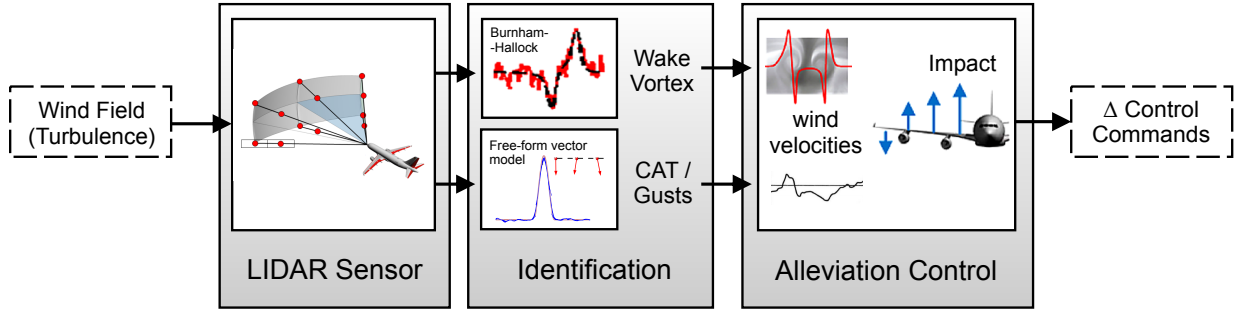 Wind Field
(Turbulence)
LIDAR Sensor
Burnham-
-Hallock
Wake
Vortex
Free-form vector
model
CAT /
Gusts
Identification
wind
velocities
Impact
Alleviation Control
Δ Control
Commands